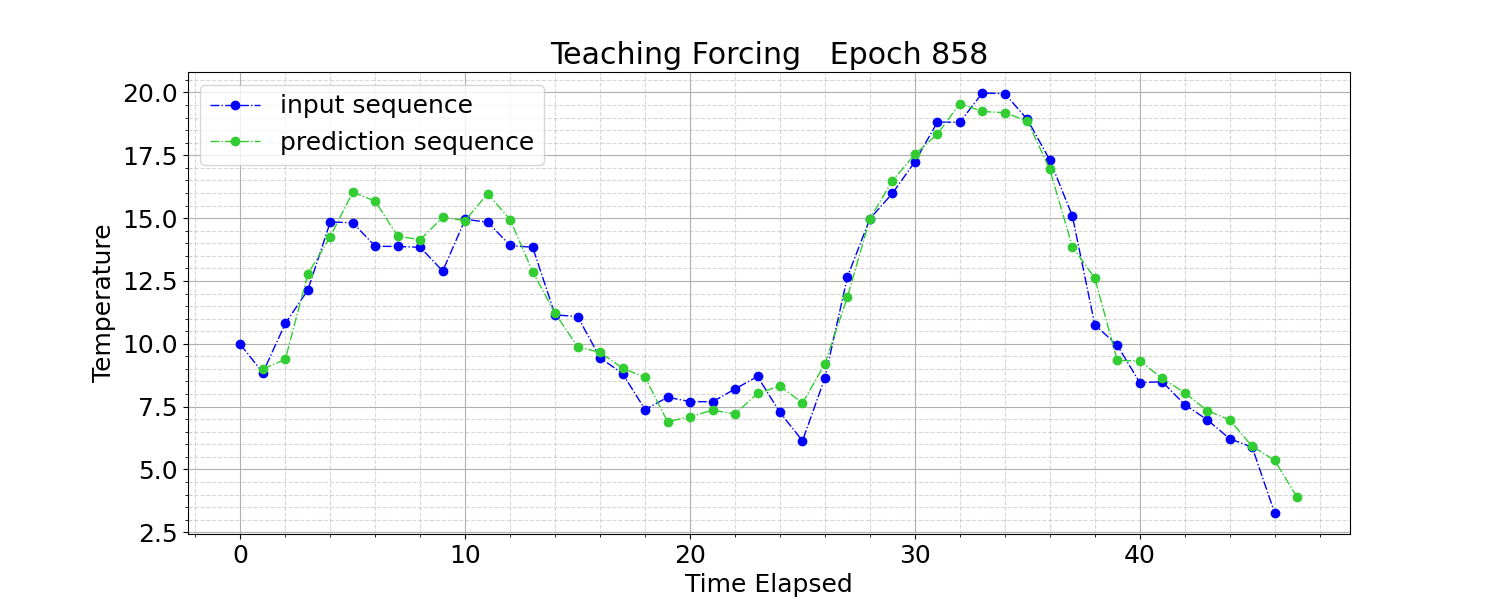 Teaching Forcing   Epoch 858
input sequence
prediction sequence
20.0
17.5
15.0
12.5
10.0
7.5
5.0
2.5
Temperature
0 10 20 30 40
Time Elapsed